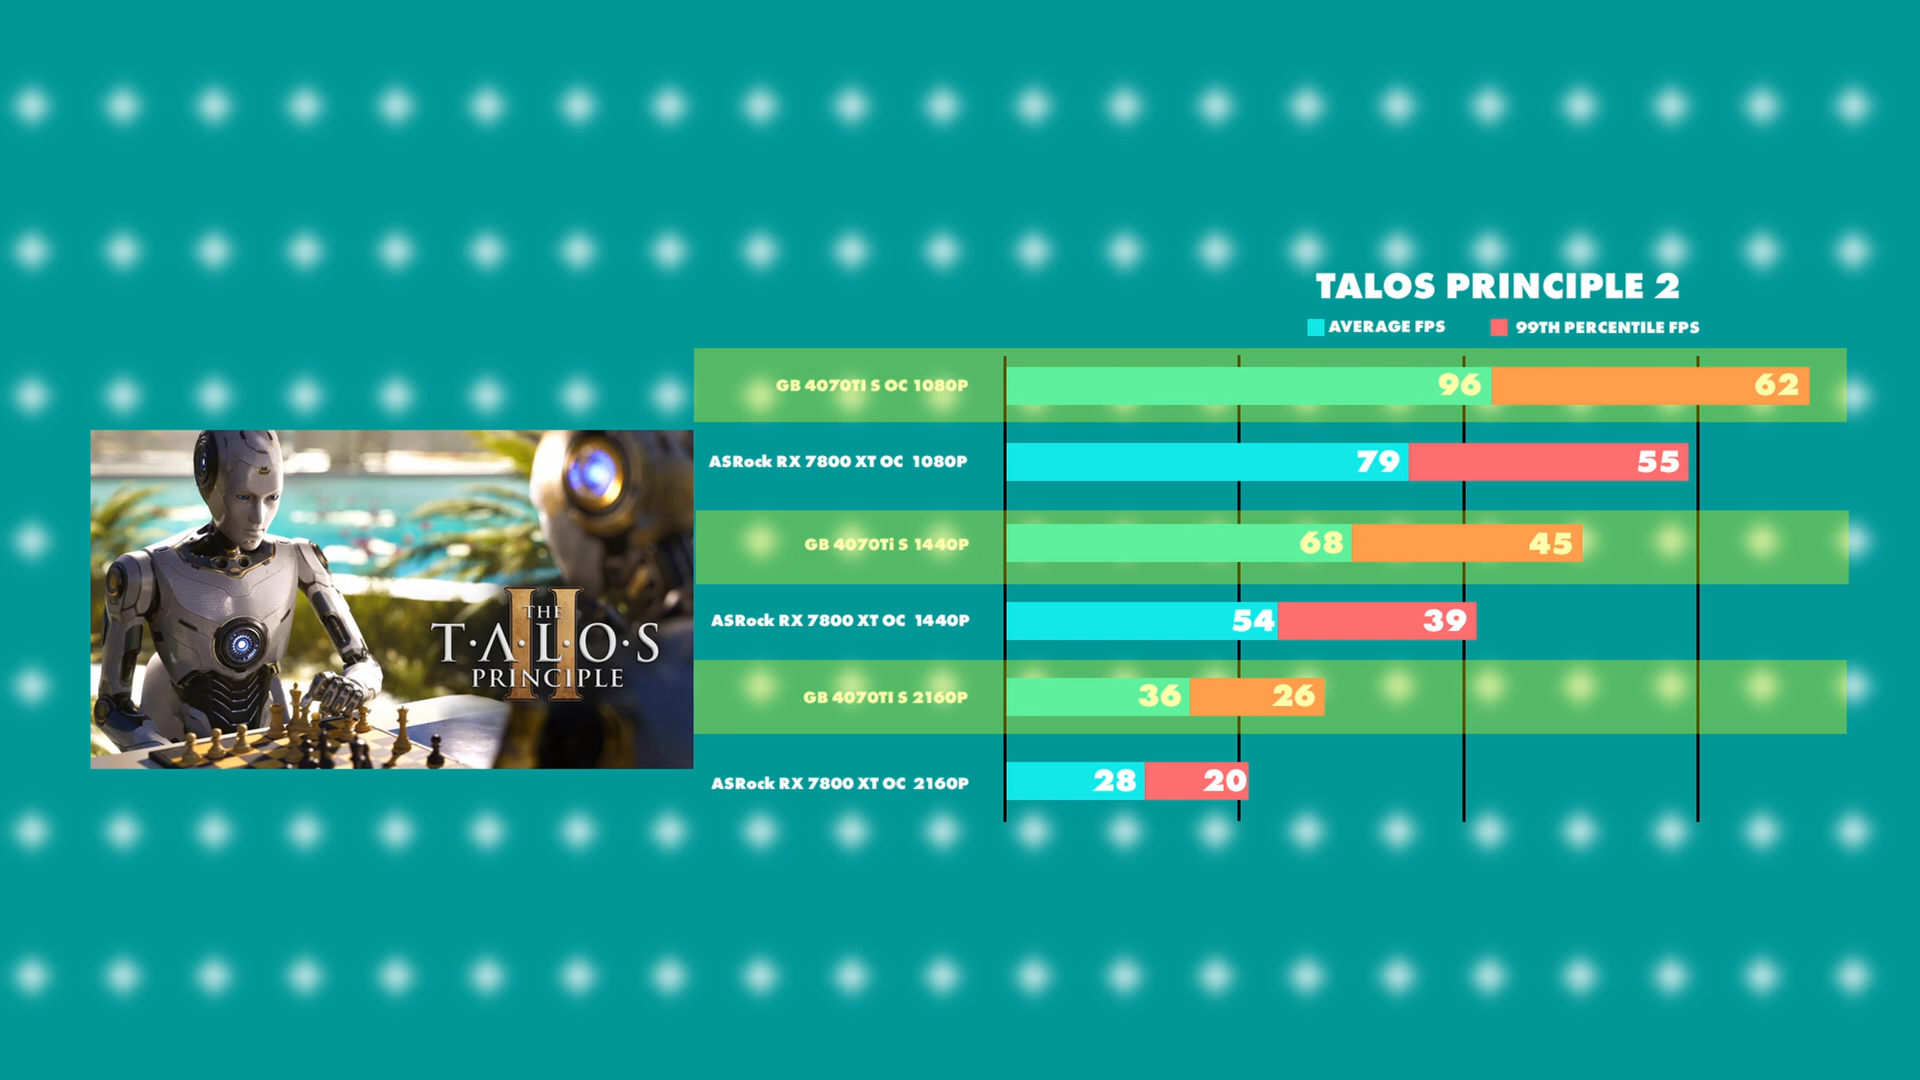 TALOS PRINCIPLE 2
AVERAGE FPS 99TH PERCENTILE FPS
GB 4070TI S OC 1080P 96 62
ASRock RX 7800 XT OC 1080P 79 55
GB 4070Ti S 1440P 68 45
ASRock RX 7800 XT OC 1440P 54 39
GB 4070TI S 2160P 36 26
ASRock RX 7800 XT OC 2160P 28 20
II
THE
T·A·L·O·S
PRINCIPLE